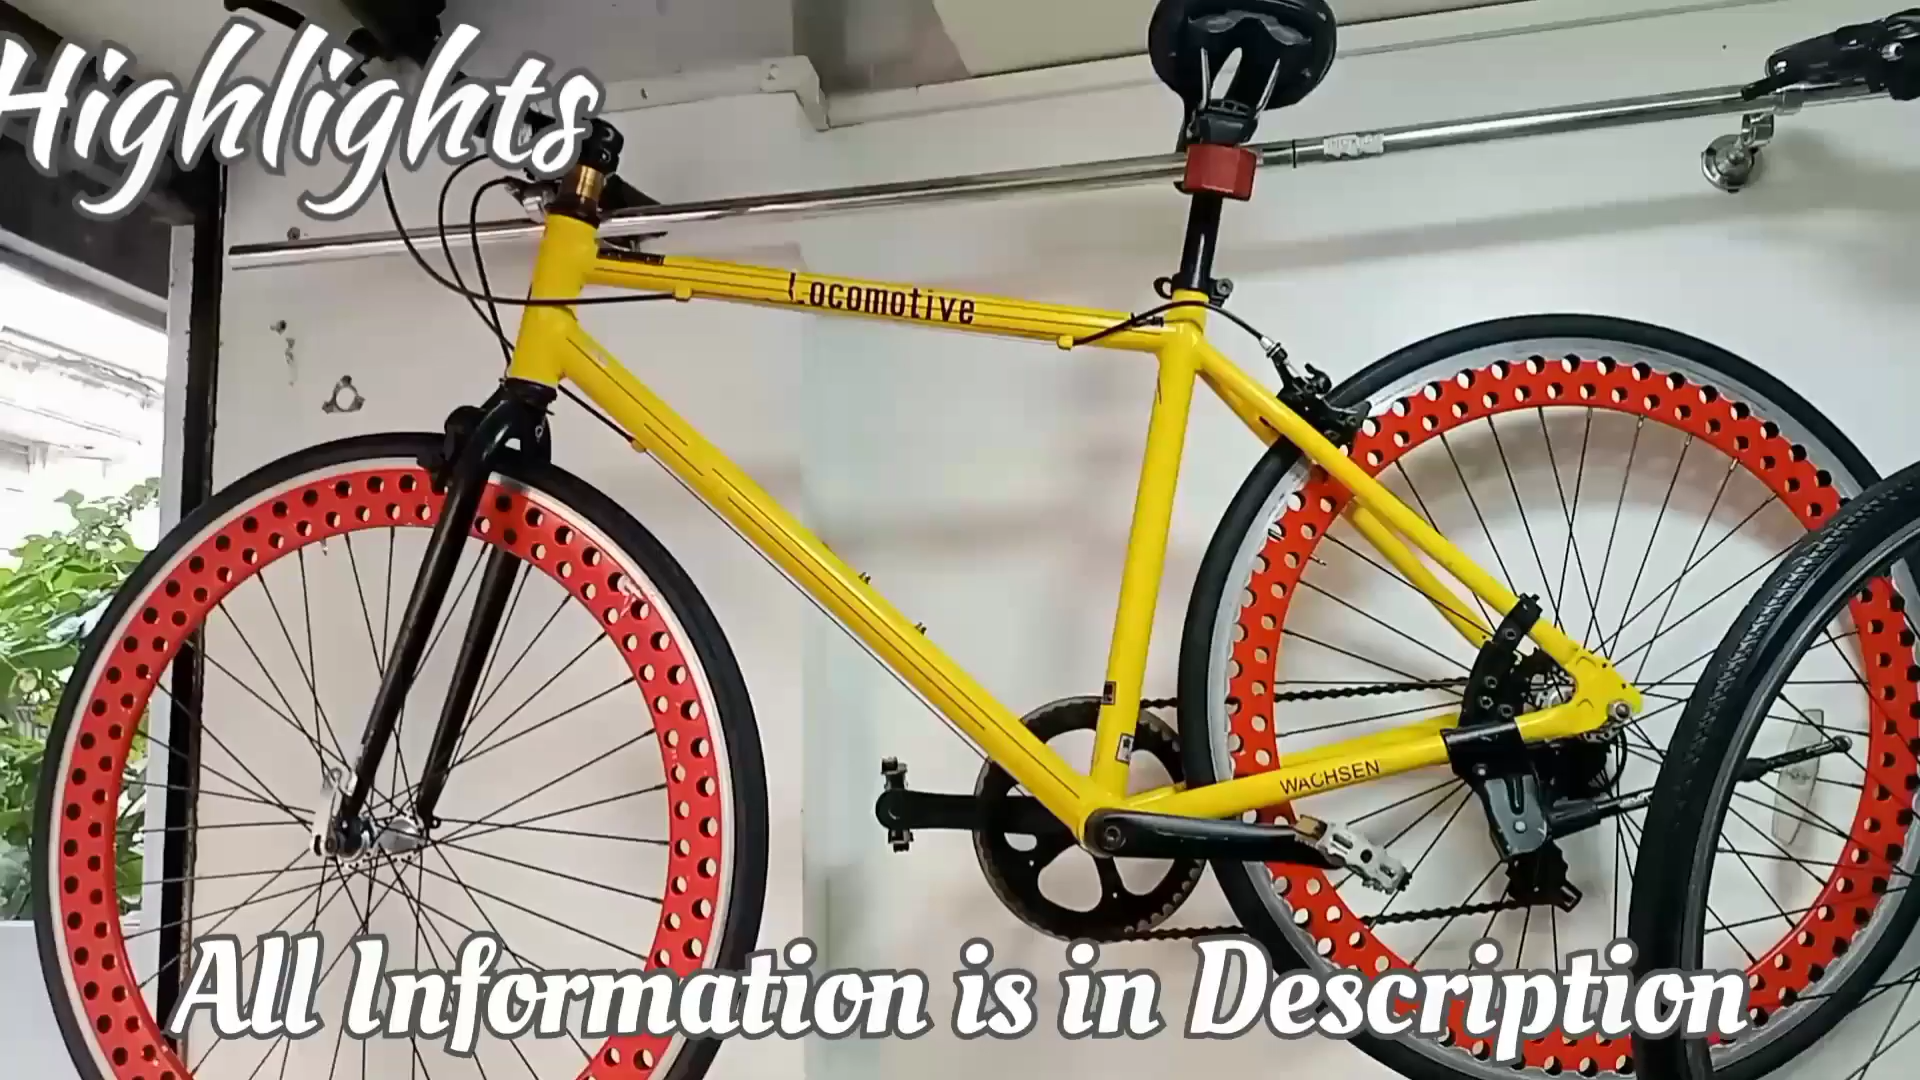 Highlights
Locomotive
WACHSEN
All Information is in Description